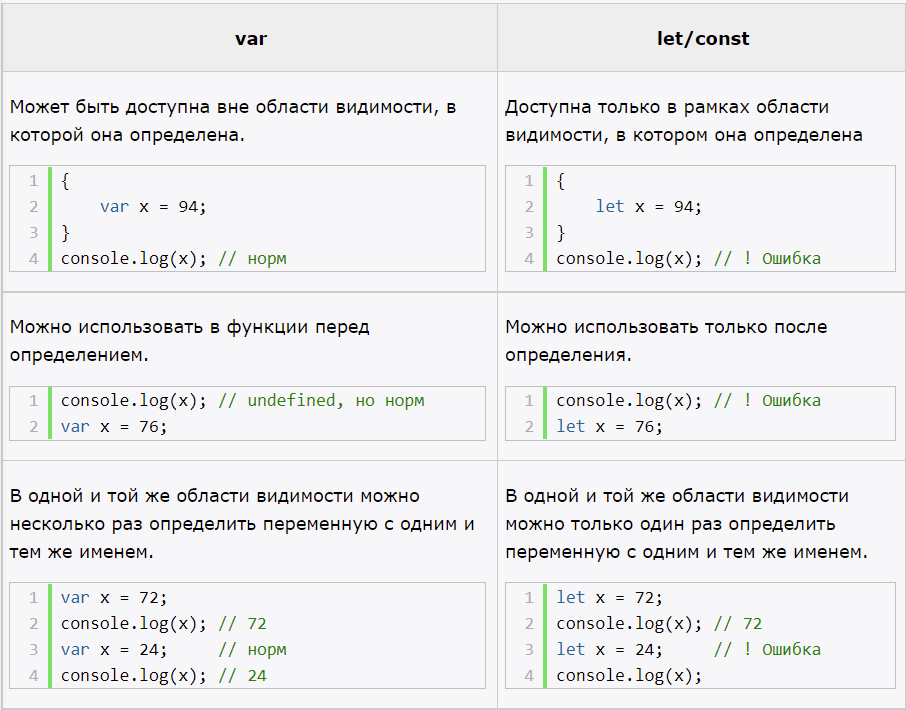 var
let/const
Может быть доступна вне области видимости, в
которой она определена.
1 {
2     var x = 94;
3 }
4 console.log(x); // норм
Доступна только в рамках области
видимости, в котором она определена
1 {
2     let x = 94;
3 }
4 console.log(x); // ! Ошибка
Можно использовать в функции перед
определением.
1 console.log(x); // undefined, но норм
2 var x = 76;
Можно использовать только после
определения.
1 console.log(x); // ! Ошибка
2 let x = 76;
В одной и той же области видимости можно
несколько раз определить переменную с одним и
тем же именем.
1 var x = 72;
2 console.log(x); // 72
3 var x = 24;     // норм
4 console.log(x); // 24
В одной и той же области видимости
можно только один раз определить
переменную с одним и тем же именем.
1 let x = 72;
2 console.log(x); // 72
3 let x = 24;     // ! Ошибка
4 console.log(x);